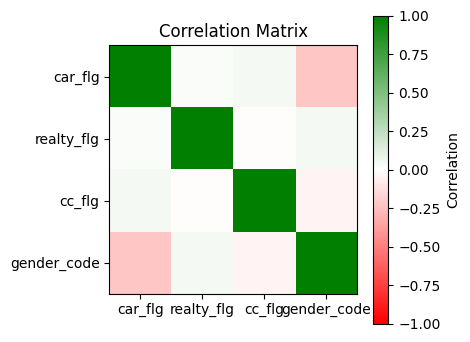 Correlation Matrix
car_flg
realty_flg
cc_flg
gender_code
car_flg realty_flg cc_flg gender_code
1.00
0.75
0.50
0.25
0.00
−0.25
−0.50
−0.75
−1.00
Correlation